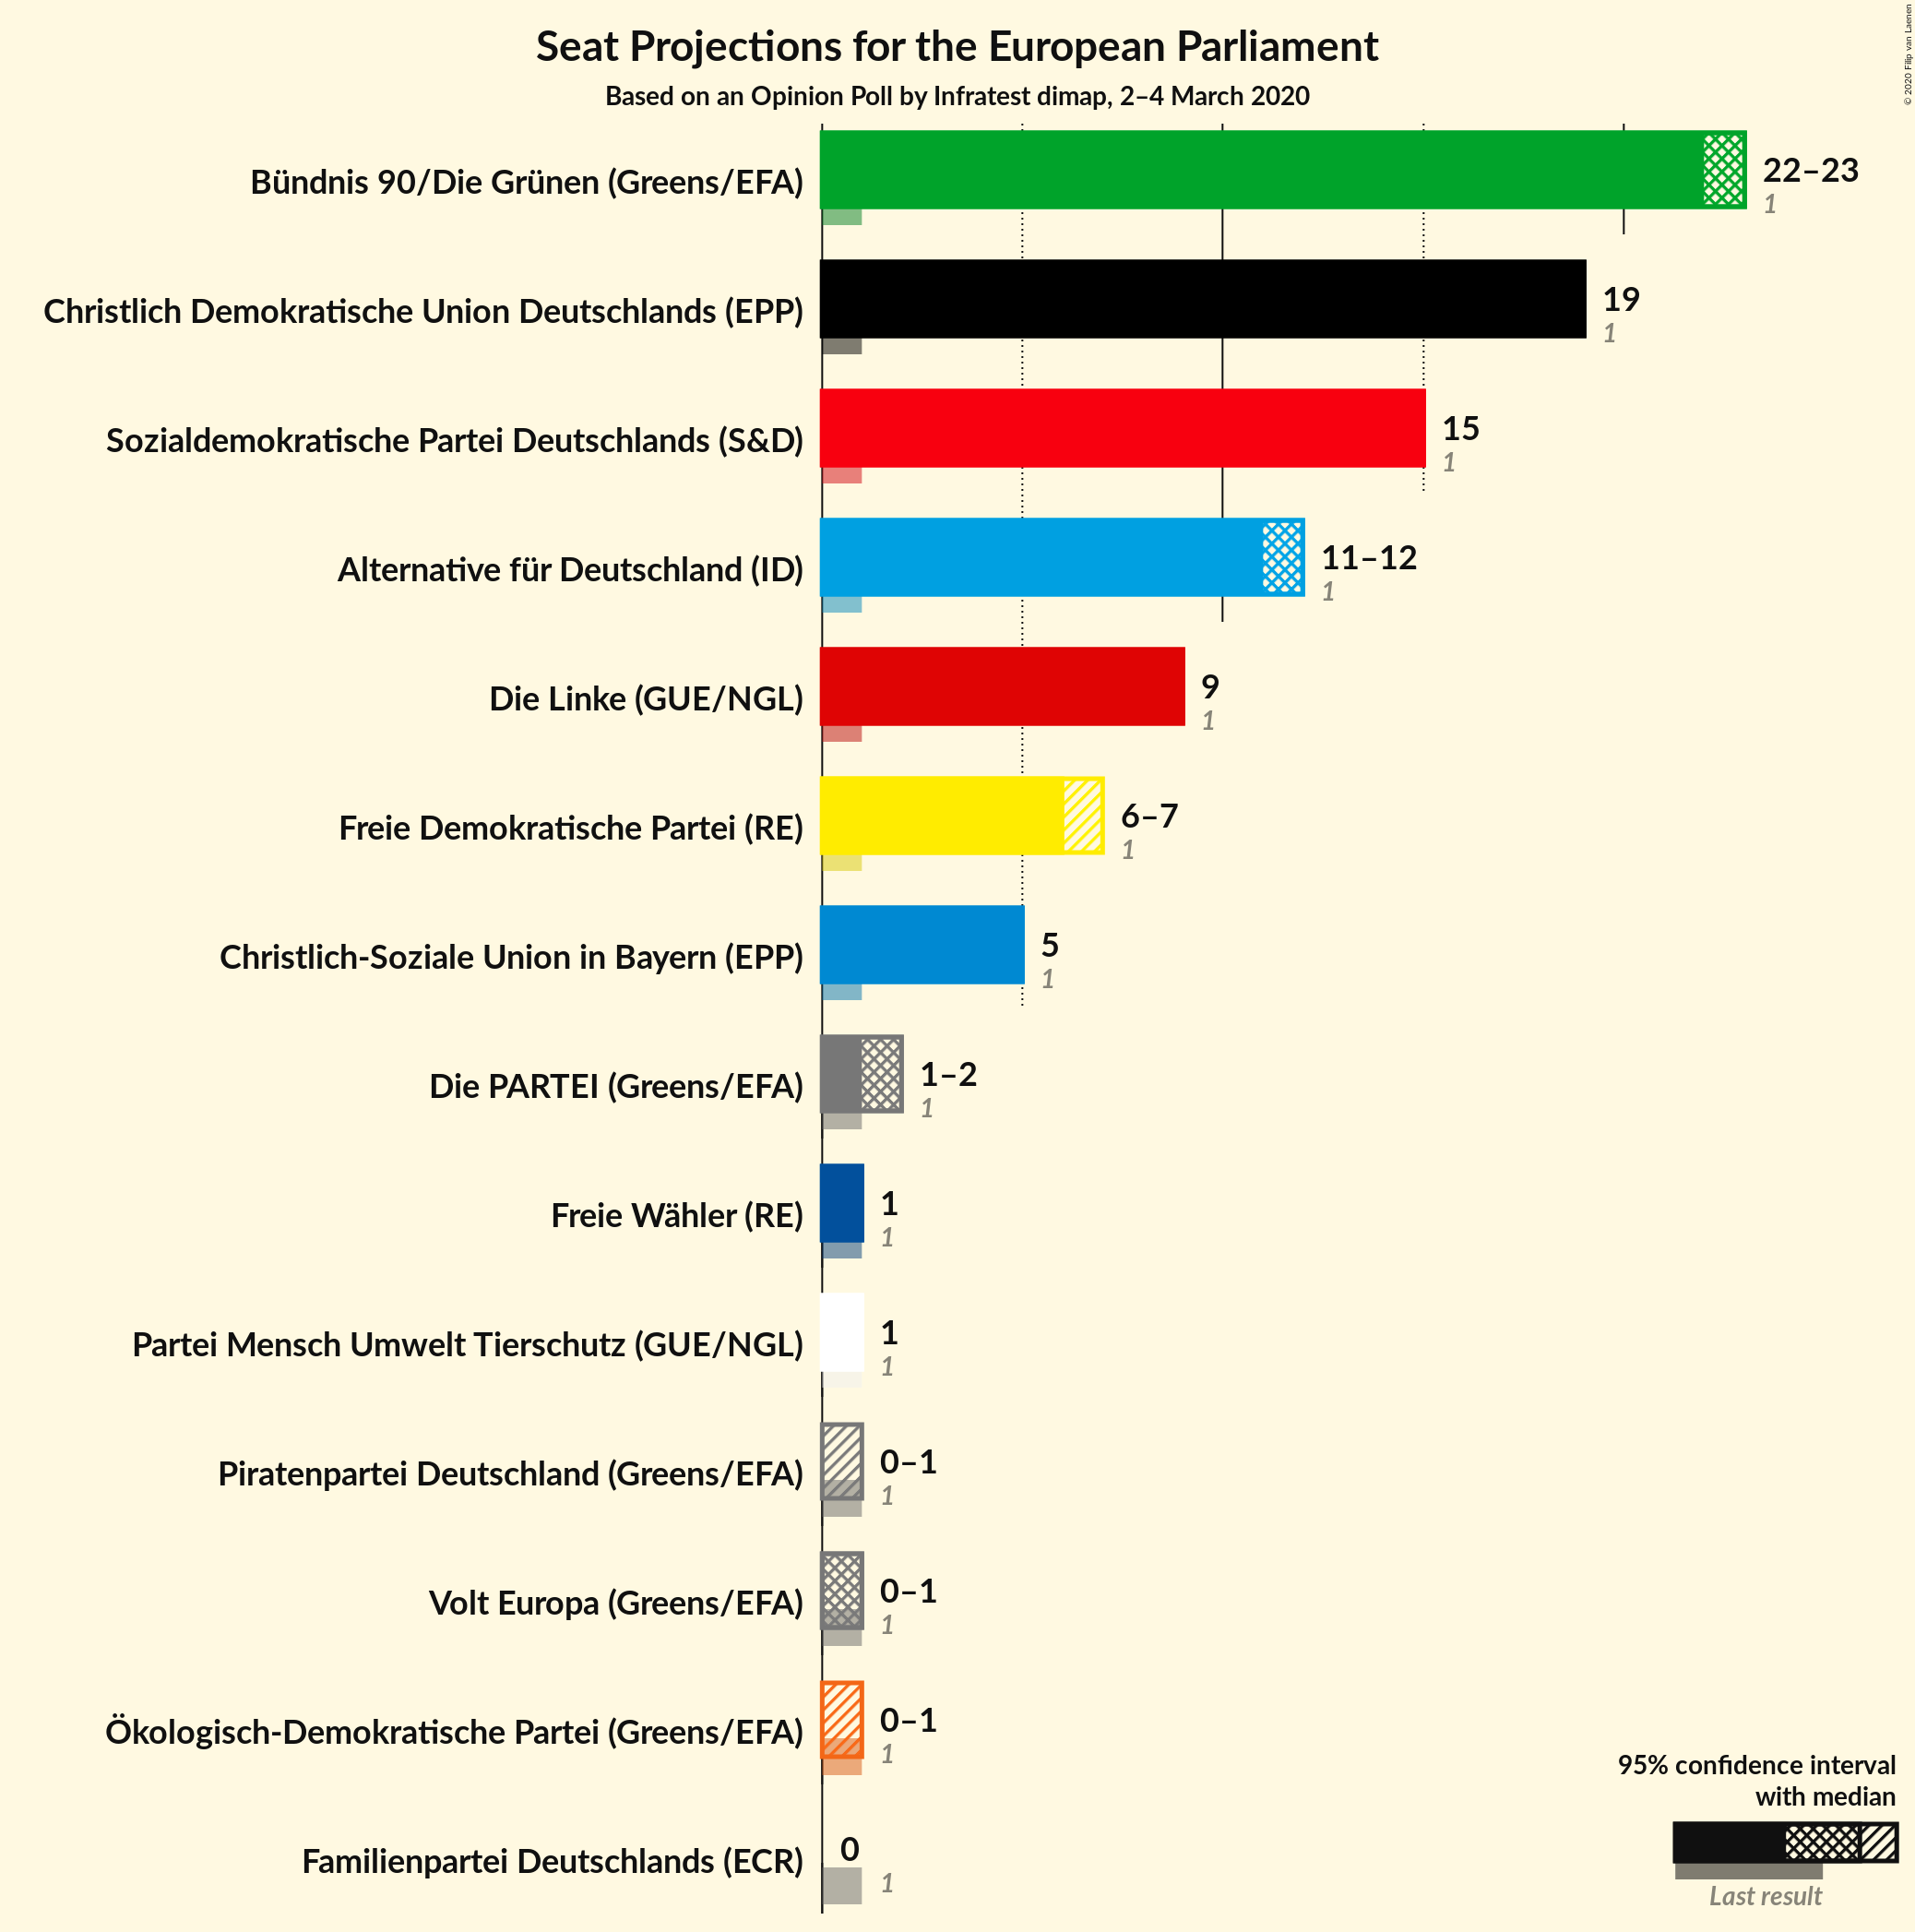 Seat Projections for the European Parliament
Based on an Opinion Poll by Infratest dimap, 2–4 March 2020
© 2020 Filip van Laenen
Bündnis 90/Die Grünen (Greens/EFA)
22–23
1
Christlich Demokratische Union Deutschlands (EPP)
19
1
Sozialdemokratische Partei Deutschlands (S&D)
15
1
Alternative für Deutschland (ID)
11–12
1
Die Linke (GUE/NGL)
9
1
Freie Demokratische Partei (RE)
6–7
1
Christlich-Soziale Union in Bayern (EPP)
5
1
Die PARTEI (Greens/EFA)
1–2
1
Freie Wähler (RE)
1
1
Partei Mensch Umwelt Tierschutz (GUE/NGL)
1
1
Piratenpartei Deutschland (Greens/EFA)
0–1
1
Volt Europa (Greens/EFA)
0–1
1
Ökologisch-Demokratische Partei (Greens/EFA)
0–1
1
Familienpartei Deutschlands (ECR)
0
1
95% confidence interval
with median
Last result